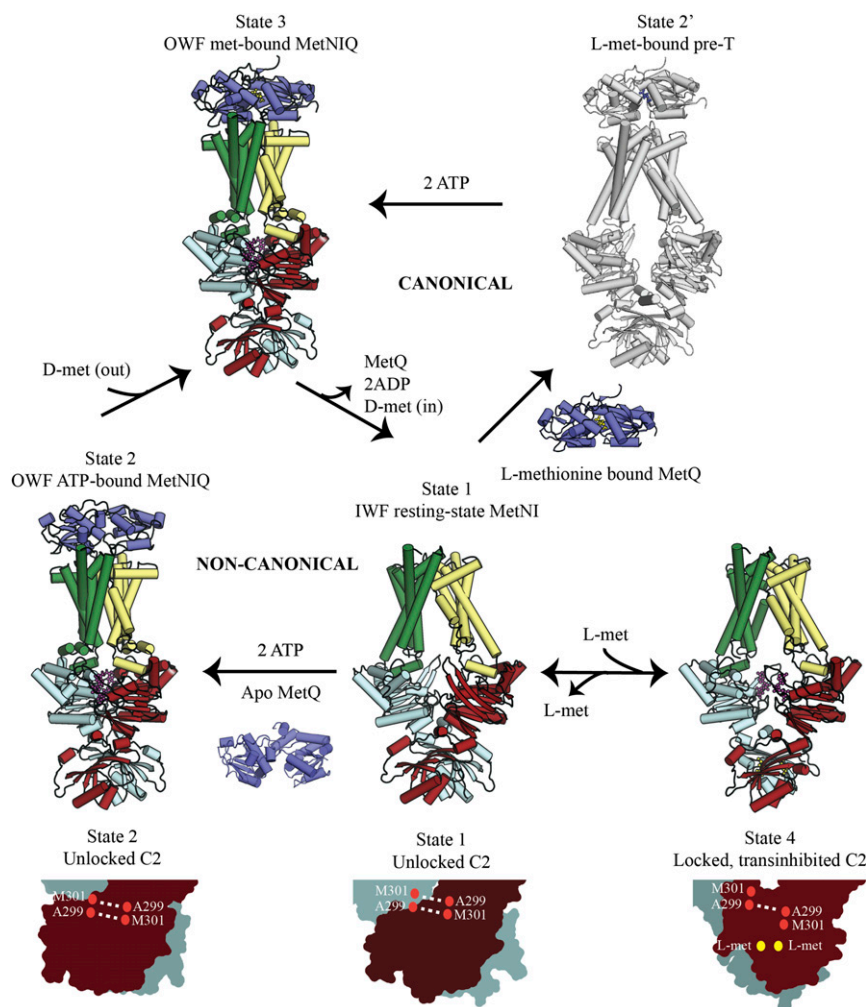 State 3
OWF met-bound MetNIQ
State 2'
L-met-bound pre-T
2 ATP
CANONICAL
D-met (out)
MetQ
2ADP
D-met (in)
L-methionine bound MetQ
State 2
OWF ATP-bound MetNIQ
State 1
IWF resting-state MetNI
NON-CANONICAL
2 ATP
Apo MetQ
L-met
L-met
State 2
Unlocked C2
State 1
Unlocked C2
State 4
Locked, transinhibited C2
M301
A299
A299
M301
M301
A299
A299
M301
M301
A299
A299
M301
L-met
L-met